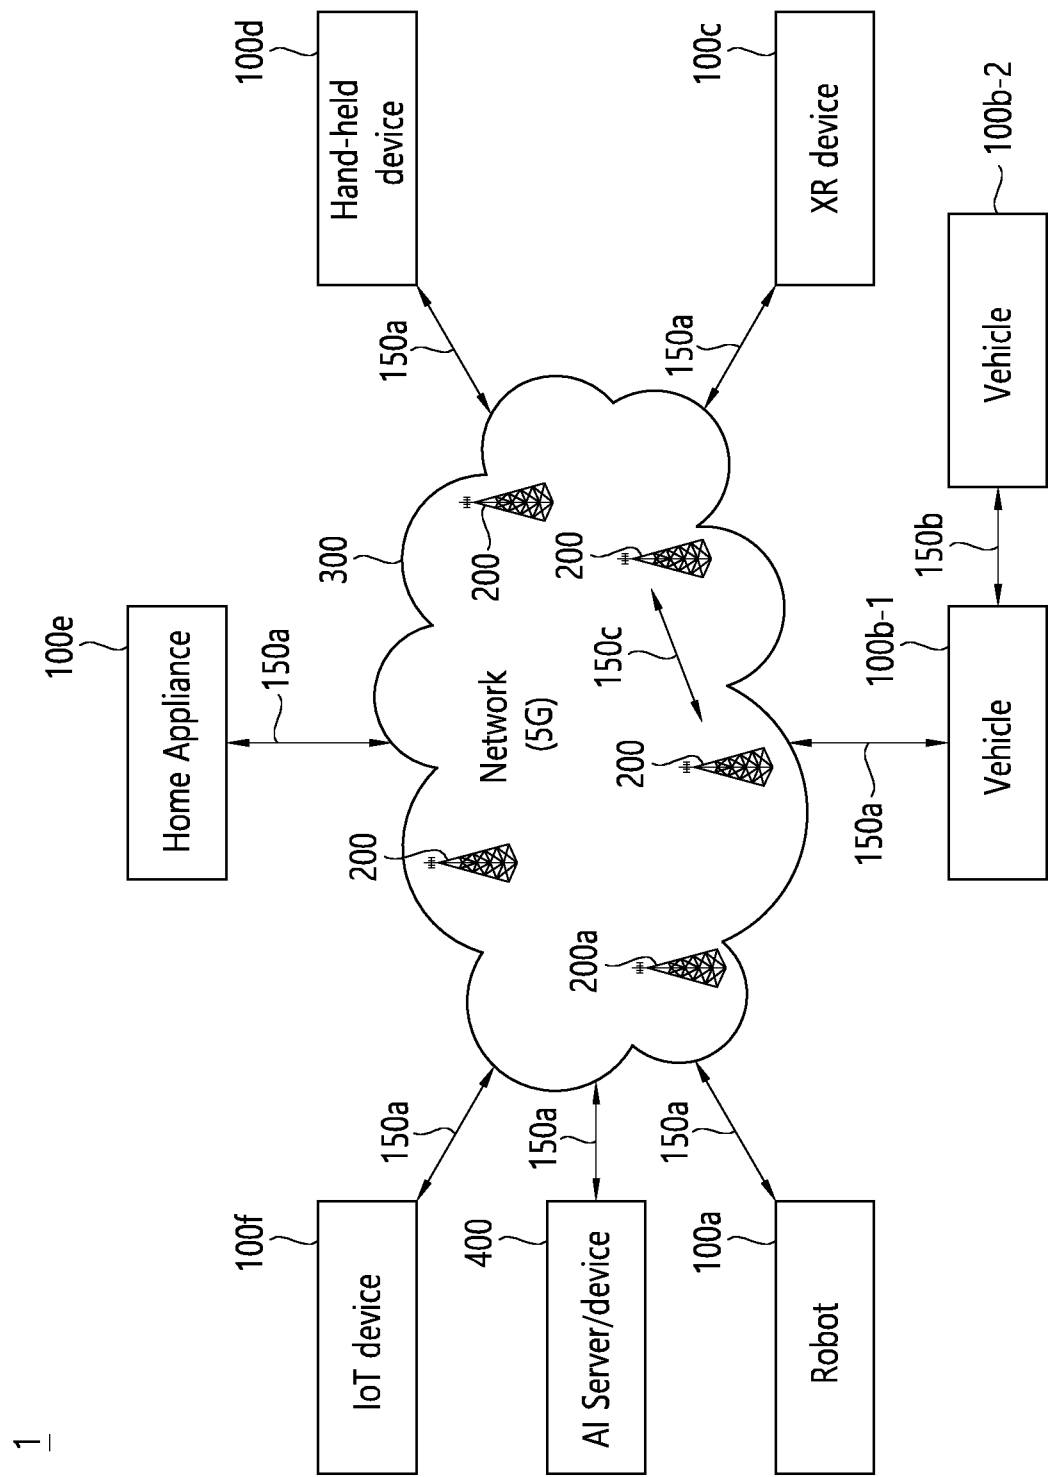 1
100e
Home Appliance
150a
100f
IoT device
150a
300
150a
100d
Hand-held
device
400
AI Server/device
150a
200
Network
(5G)
200
200a
200
200
150c
100a
Robot
150a
150a
100c
XR device
150a
100b-1
Vehicle
150b
100b-2
Vehicle